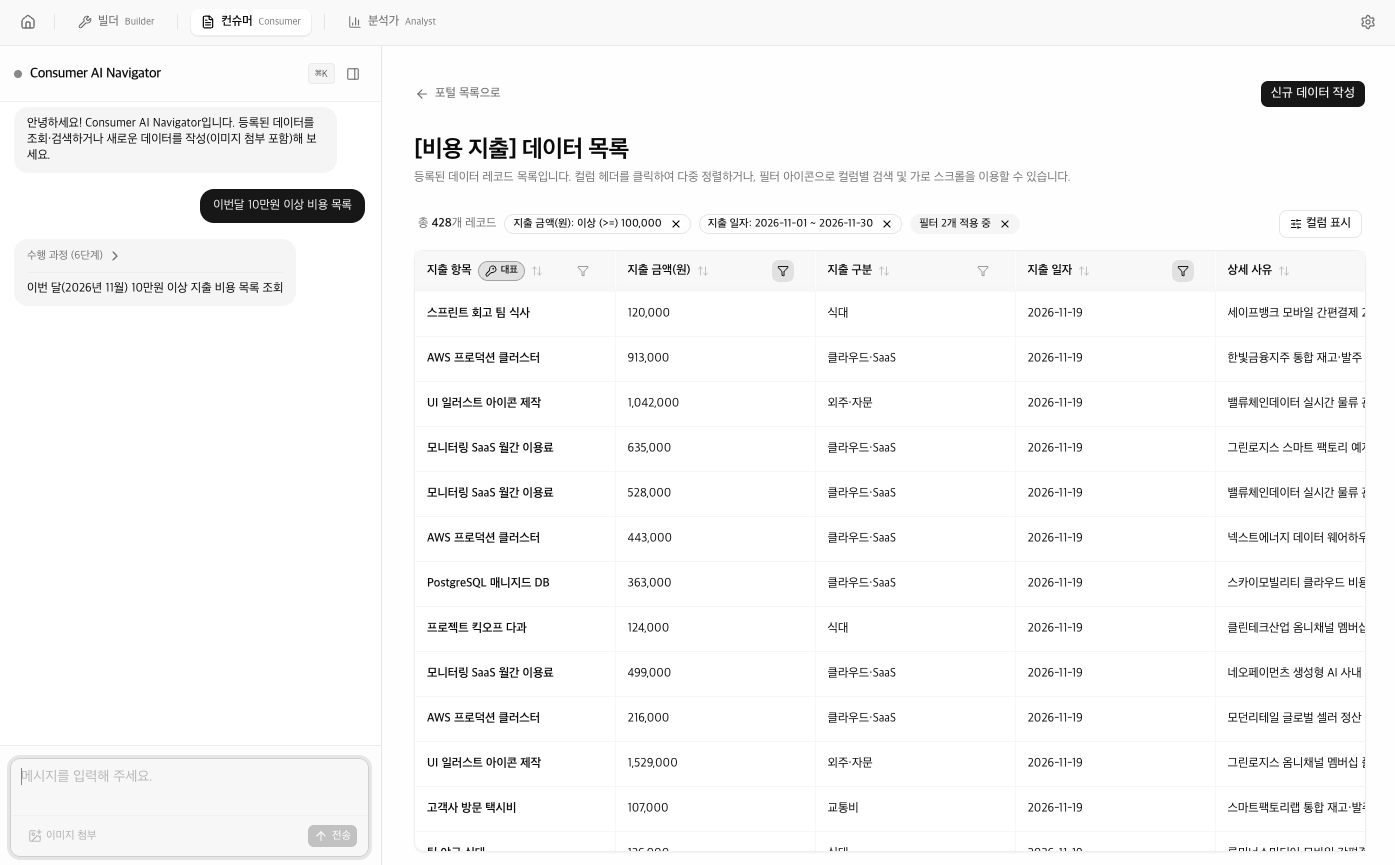 빌더 Builder
컨슈머 Consumer
분석가 Analyst
Consumer AI Navigator
⌘K
안녕하세요! Consumer AI Navigator입니다. 등록된 데이터를
조회·검색하거나 새로운 데이터를 작성(이미지 첨부 포함)해 보
세요.
이번달 10만원 이상 비용 목록
수행 과정 (6단계)
이번 달(2026년 11월) 10만원 이상 지출 비용 목록 조회
메시지를 입력해 주세요.
이미지 첨부
전송
포털 목록으로
신규 데이터 작성
[비용 지출] 데이터 목록
등록된 데이터 레코드 목록입니다. 컬럼 헤더를 클릭하여 다중 정렬하거나, 필터 아이콘으로 컬럼별 검색 및 가로 스크롤을 이용할 수 있습니다.
총 428개 레코드 지출 금액(원): 이상 (>=) 100,000 지출 일자: 2026-11-01 ~ 2026-11-30 필터 2개 적용 중 컬럼 표시
지출 항목 대표 지출 금액(원) 지출 구분 지출 일자 상세 사유
스프린트 회고 팀 식사 120,000 식대 2026-11-19 세이프뱅크 모바일 간편결제
AWS 프로덕션 클러스터 913,000 클라우드·SaaS 2026-11-19 한빛금융지주 통합 재고·발주
UI 일러스트 아이콘 제작 1,042,000 외주·자문 2026-11-19 밸류체인데이터 실시간 물류
모니터링 SaaS 월간 이용료 635,000 클라우드·SaaS 2026-11-19 그린로지스 스마트 팩토리
모니터링 SaaS 월간 이용료 528,000 클라우드·SaaS 2026-11-19 밸류체인데이터 실시간 물류
AWS 프로덕션 클러스터 443,000 클라우드·SaaS 2026-11-19 넥스트에너지 데이터 웨어하우
PostgreSQL 매니지드 DB 363,000 클라우드·SaaS 2026-11-19 스카이모빌리티 클라우드 비용
프로젝트 킥오프 다과 124,000 식대 2026-11-19 클린테크산업 옴니채널 멤버십
모니터링 SaaS 월간 이용료 499,000 클라우드·SaaS 2026-11-19 네오페이먼츠 생성형 AI 사내
AWS 프로덕션 클러스터 216,000 클라우드·SaaS 2026-11-19 모던리테일 글로벌 셀러 정산
UI 일러스트 아이콘 제작 1,529,000 외주·자문 2026-11-19 그린로지스 옴니채널 멤버십
고객사 방문 택시비 107,000 교통비 2026-11-19 스마트팩토리랩 통합 재고·발주